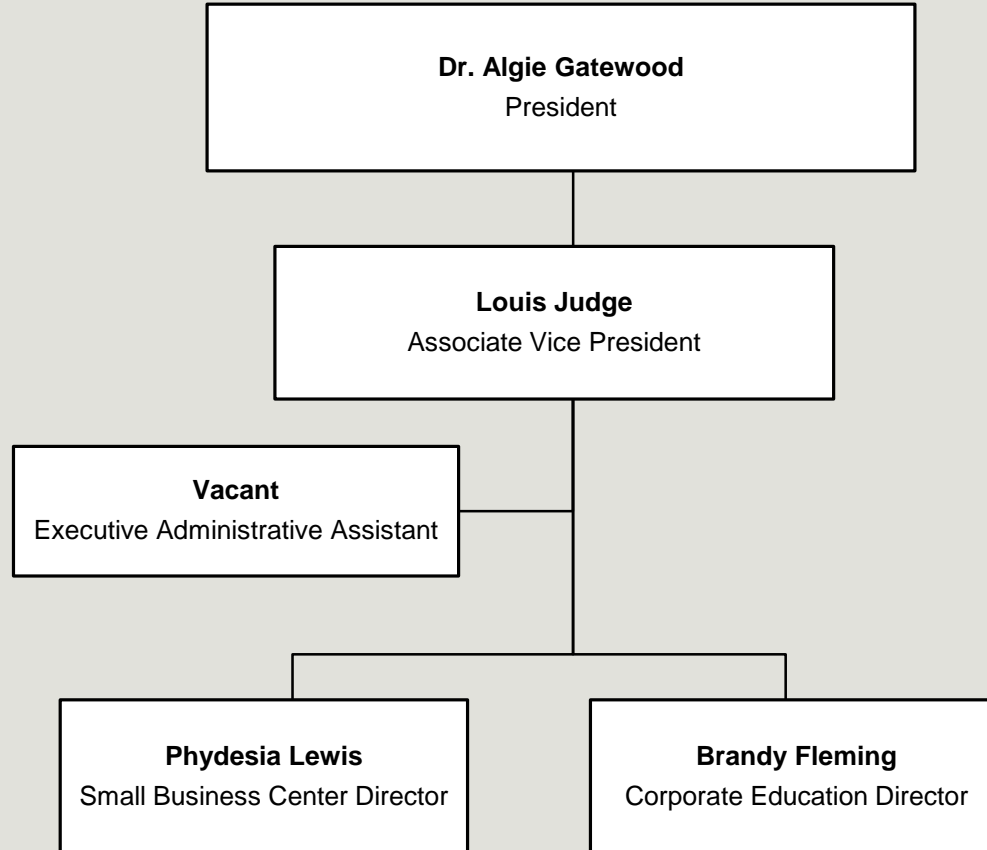 Dr. Algie Gatewood
President
Louis Judge
Associate Vice President
Vacant
Executive Administrative Assistant
Phydesia Lewis
Small Business Center Director
Brandy Fleming
Corporate Education Director